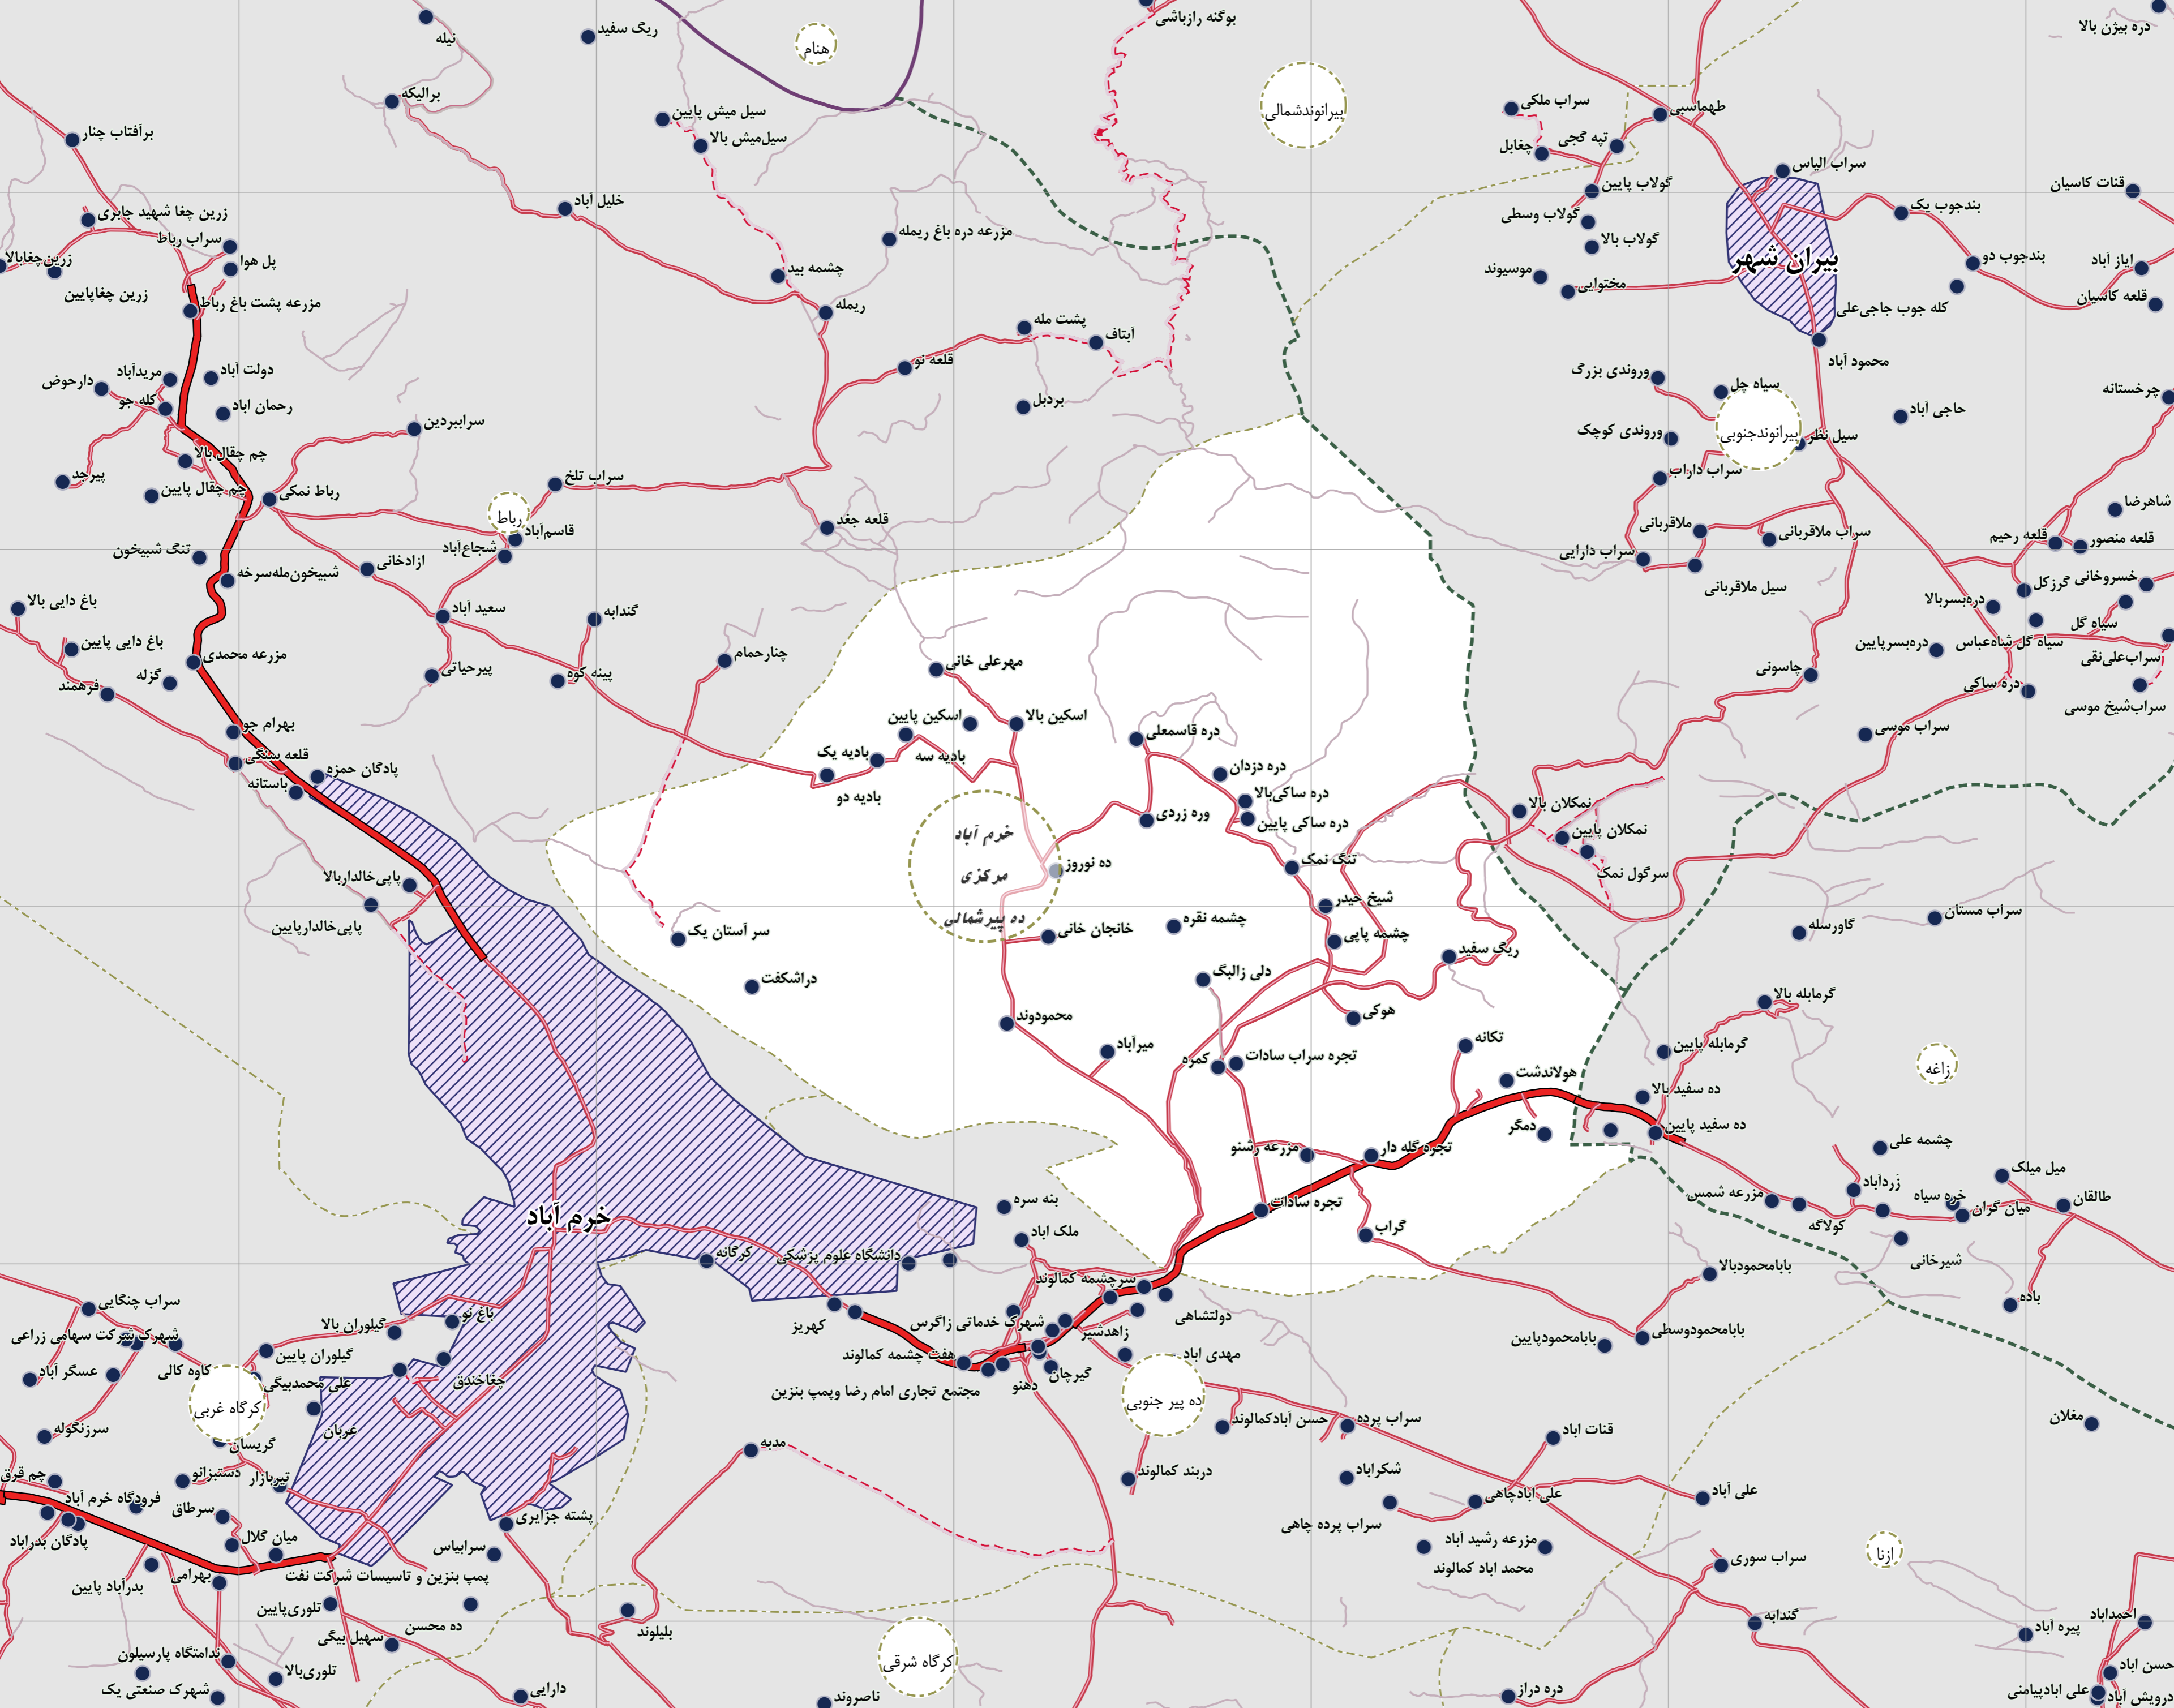 بوگنه رازباشی
دره بیژن بالا
نیله
ریگ سفید
هنام
برالیکه
سیل میش پایین
سیل‌میش بالا
پیرانوندشمالی
سراب ملکی
طهماسبی
تپه گجی
چغابل
برآفتاب چنار
سراب الیاس
گولاب پایین
قنات کاسیان
خلیل آباد
زرین چغا شهید جابری
گولاب وسطی
بندجوب یک
سراب رباط
مزرعه دره باغ ریمله
گولاب بالا
زرین‌چغابالا
پل هوا
بیران شهر
بندجوب دو
ایاز آباد
چشمه بید
موسیوند
مختوایی
زرین چغاپایین
قلعه کاسیان
مزرعه پشت باغ رباط
ریمله
کله جوب حاجی‌علی
پشت مله
آبتاف
محمود آباد
قلعه نو
مریدآباد
دولت آباد
دارحوض
وروندی بزرگ
سیاه چل
چرخستانه
کله جو
رحمان اباد
بردبل
حاجی آباد
سراببردین
وروندی کوچک
پیرانوندجنوبی
سیل نظر
چم چقال بالا
پیرجد
سراب داراب
سراب تلخ
چم چقال پایین
رباط نمکی
رباط
شاهرضا
قلعه جغد
قاسم‌آباد
ملاقربانی
سراب ملاقربانی
قلعه رحیم
قلعه منصور
تنگ شبیخون
شجاع‌آباد
سراب دارایی
ازادخانی
شبیخون‌مله‌سرخه
سیل ملاقربانی
گرزکل
خسروخانی
باغ دایی بالا
سعید آباد
گندابه
دره‌بسربالا
سیاه گل
باغ دایی پایین
دره‌بسرپایین
سیاه گل شاه‌عباس
مزرعه محمدی
چنارحمام
مهرعلی خانی
سراب‌علی‌نقی
گزله
پیرحیاتی
پینه کوه
چاسونی
فرهمند
دره ساکی
سراب‌شیخ موسی
بهرام جو
اسکین پایین
اسکین بالا
دره قاسمعلی
سراب موسی
قلعه سنگی
بادیه یک
بادیه سه
پادگان حمزه
دره دزدان
باستانه
بادیه دو
دره ساکی‌بالا
نمکلان بالا
وره زردی
دره ساکی پایین
نمکلان پایین
خرم آباد
مرکزی
ده پیرشمالی
ده نوروز
تنگ نمک
سرگول نمک
پاپی‌خالداربالا
شیخ حیدر
پاپی‌خالدارپایین
سر آستان یک
خانجان خانی
چشمه نقره
چشمه پاپی
گاورسله
سراب مستان
ریگ سفید
دراشکفت
دلی زالبگ
گرمابله بالا
محمودوند
هوکی
میرآباد
تکانه
گرمابله پایین
کمره
تجره سراب سادات
زاغه
هولاندشت
ده سفید بالا
دمگر
ده سفید پایین
مزرعه رشنو
تجره گله دار
چشمه علی
میل میلک
بنه سره
تجره سادات
زردآباد
مزرعه شمس
خره سیاه
طالقان
خرم آباد
میان گران
کولاگه
ملک اباد
گراب
کرگانه
دانشگاه علوم پزشکی
شیرخانی
بابامحمودبالا
سرچشمه کمالوند
سراب چنگایی
باده
باغ نو
کهریز
شهرک خدماتی زاگرس
دولتشاهی
گیلوران بالا
بابامحمودوسطی
شهرک شرکت سهامی زراعی
زاهدشیر
بابامحمودپایین
گیلوران پایین
هفت چشمه کمالوند
مهدی اباد
عسگر آباد
کاوه کالی
گیرچان
علی محمدبیگی
چغاخندق
دهنو
مجتمع تجاری امام رضا وپمپ بنزین
کرگاه غربی
ده پیر جنوبی
سرزنگوله
عربان
حسن آبادکمالوند
سراب پرده
مغلان
گریسان
مدبه
قنات اباد
چم قرق
دستبزانو
تیربازار
دربند کمالوند
شکراباد
علی آباد
فرودگاه خرم آباد
سرطاق
علی ابادچاهی
پشته جزایری
سراب پرده چاهی
پادگان بدراباد
میان گلال
سرابیاس
مزرعه رشید آباد
ازنا
سراب سوری
محمد اباد کمالوند
بهرامی
پمپ بنزین و تاسیسات شرکت نفت
بدرآباد پایین
تلوری‌پایین
ده محسن
احمداباد
گندابه
پیره آباد
بلیلوند
سهیل بیگی
ندامتگاه پارسیلون
کرگاه شرقی
تلوری‌بالا
حسن اباد
شهرک صنعتی یک
دارایی
ناصروند
دره دراز
علی ابادپیامنی
درویش آباد